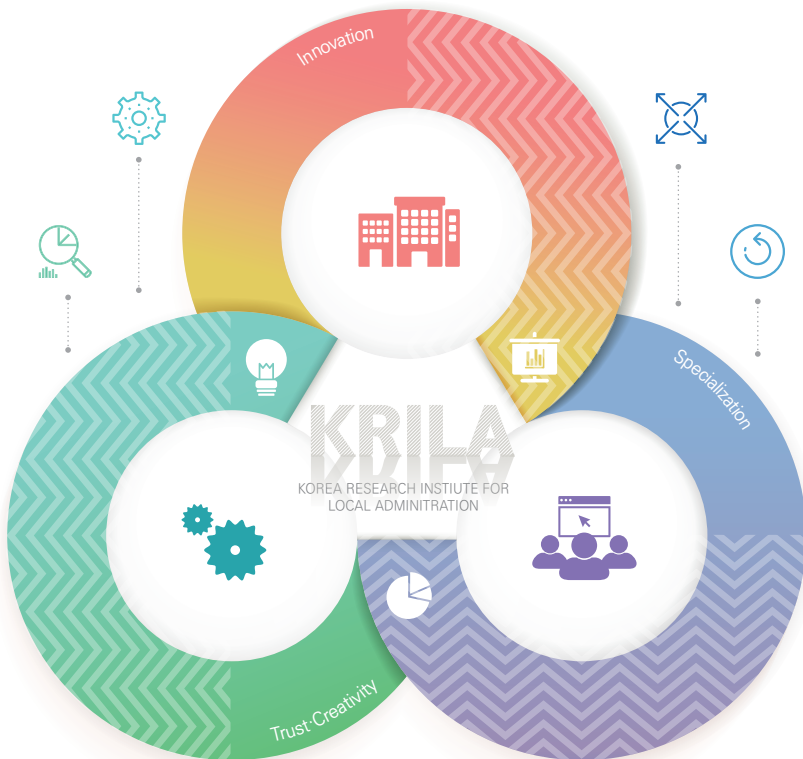 Innovation
Specialization
KRILA
KOREA RESEARCH INSTIUTE FOR
LOCAL ADMINITRATION
Trust·Creativity